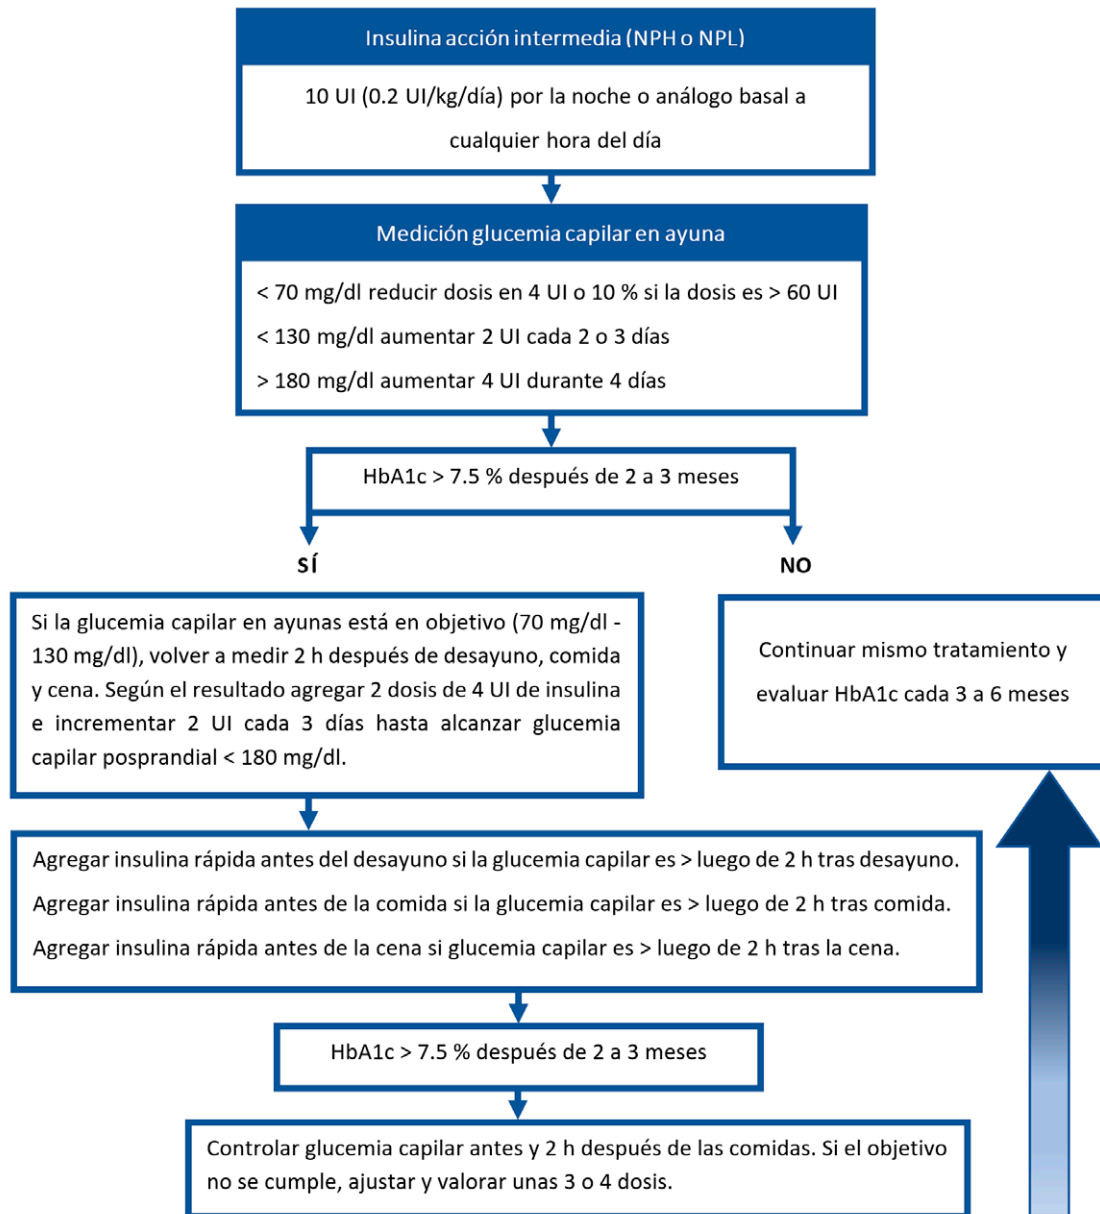 Insulina acción intermedia (NPH o NPL)
10 UI (0.2 UI/kg/día) por la noche o análogo basal a
cualquier hora del día
Medición glucemia capilar en ayuna
< 70 mg/dl reducir dosis en 4 UI o 10 % si la dosis es > 60 UI
< 130 mg/dl aumentar 2 UI cada 2 o 3 días
> 180 mg/dl aumentar 4 UI durante 4 días
HbA1c > 7.5 % después de 2 a 3 meses
SÍ
NO
Si la glucemia capilar en ayunas está en objetivo (70 mg/dl -
130 mg/dl), volver a medir 2 h después de desayuno, comida
y cena. Según el resultado agregar 2 dosis de 4 UI de insulina
e incrementar 2 UI cada 3 días hasta alcanzar glucemia
capilar posprandial < 180 mg/dl.
Continuar mismo tratamiento y
evaluar HbA1c cada 3 a 6 meses
Agregar insulina rápida antes del desayuno si la glucemia capilar es > luego de 2 h tras desayuno.
Agregar insulina rápida antes de la comida si la glucemia capilar es > luego de 2 h tras comida.
Agregar insulina rápida antes de la cena si glucemia capilar es > luego de 2 h tras la cena.
HbA1c > 7.5 % después de 2 a 3 meses
Controlar glucemia capilar antes y 2 h después de las comidas. Si el objetivo
no se cumple, ajustar y valorar unas 3 o 4 dosis.